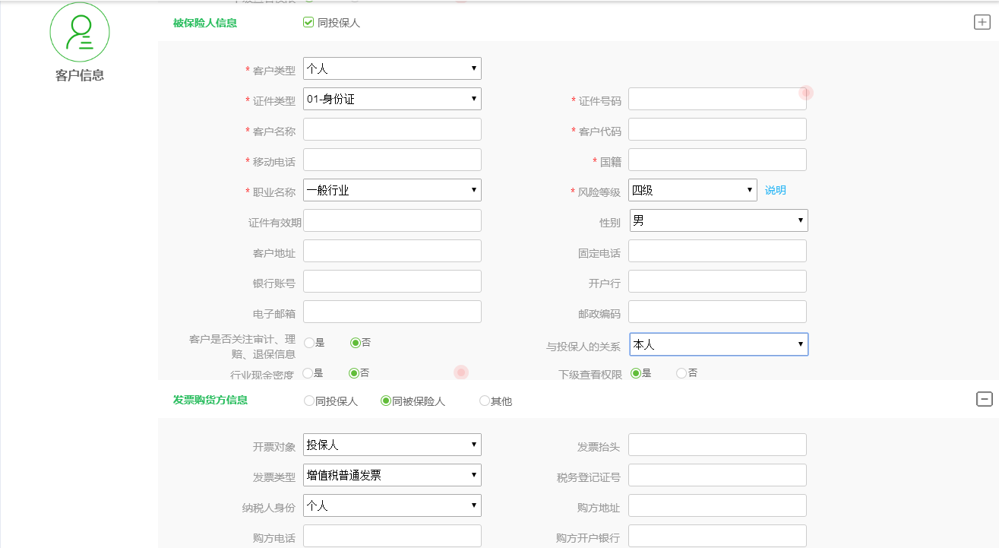 下级查看权限
被保险人信息 同投保人
客户信息
* 客户类型 个人
* 证件类型 01-身份证 * 证件号码
* 客户名称 * 客户代码
* 移动电话 * 国籍
* 职业名称 一般行业 * 风险等级 四级 说明
证件有效期 性别 男
客户地址 固定电话
银行账号 开户行
电子邮箱 邮政编码
客户是否关注审计、理
赔、退保信息 是 否 与投保人的关系 本人
行业现金密度 是 否 下级查看权限 是 否
发票购货方信息 同投保人 同被保险人 其他
开票对象 投保人 发票抬头
发票类型 增值税普通发票 税务登记证号
纳税人身份 个人 购方地址
购方电话 购方开户银行